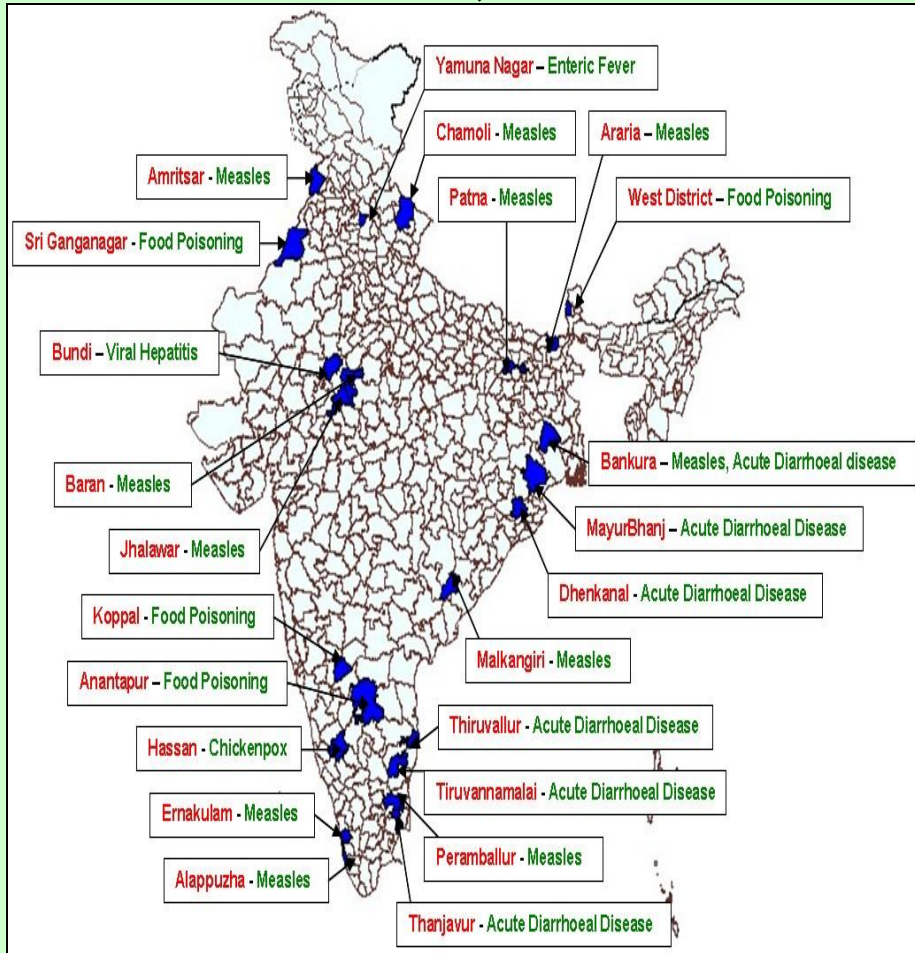 Yamuna Nagar – Enteric Fever
Chamoli - Measles
Araria – Measles
Amritsar - Measles
Patna - Measles
West District – Food Poisoning
Sri Ganganagar - Food Poisoning
Bundi – Viral Hepatitis
Bankura – Measles, Acute Diarrhoeal disease
Baran – Measles
MayurBhanj – Acute Diarrhoeal Disease
Jhalawar - Measles
Dhenkanal - Acute Diarrhoeal Disease
Koppal - Food Poisoning
Malkangiri - Measles
Anantapur – Food Poisoning
Thiruvallur - Acute Diarrhoeal Disease
Hassan - Chickenpox
Tiruvannamalai - Acute Diarrhoeal Disease
Ernakulam - Measles
Peramballur - Measles
Alappuzha - Measles
Thanjavur - Acute Diarrhoeal Disease